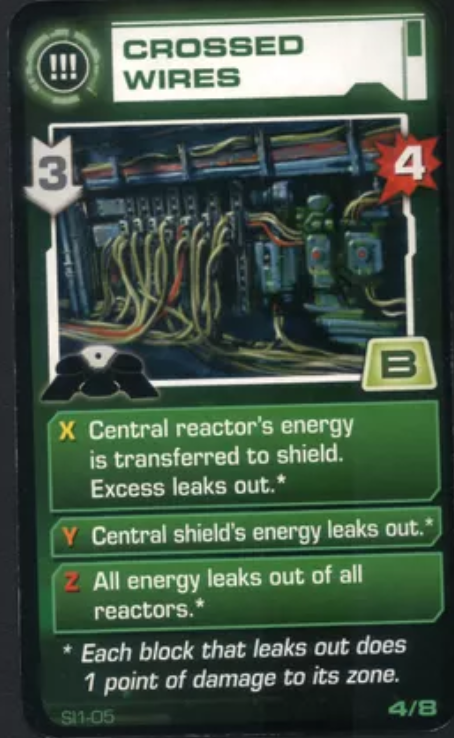 !!!
CROSSED
WIRES
3
4
B
X Central reactor's energy
is transferred to shield.
Excess leaks out.*
Y Central shield's energy leaks out.*
Z All energy leaks out of all
reactors.*
* Each block that leaks out does
1 point of damage to its zone.
SI1-05
4/8